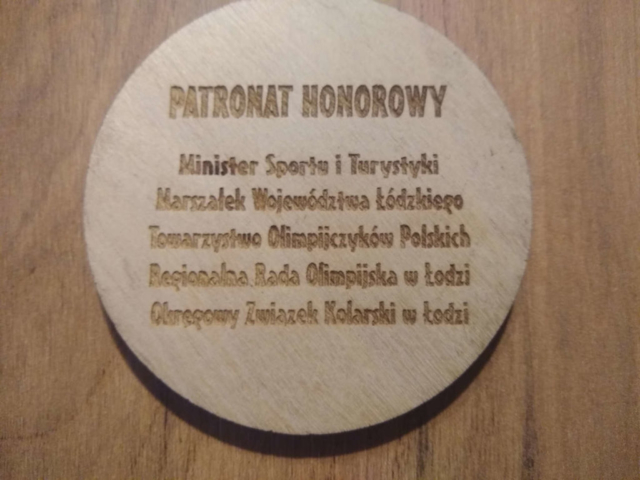 PATRONAT HONOROWY
Minister Sportu i Turystyki
Marszałek Województwa Łódzkiego
Towarzystwo Olimpijczyków Polskich
Regionalna Rada Olimpijska w Łodzi
Okręgowy Związek Kolarski w Łodzi